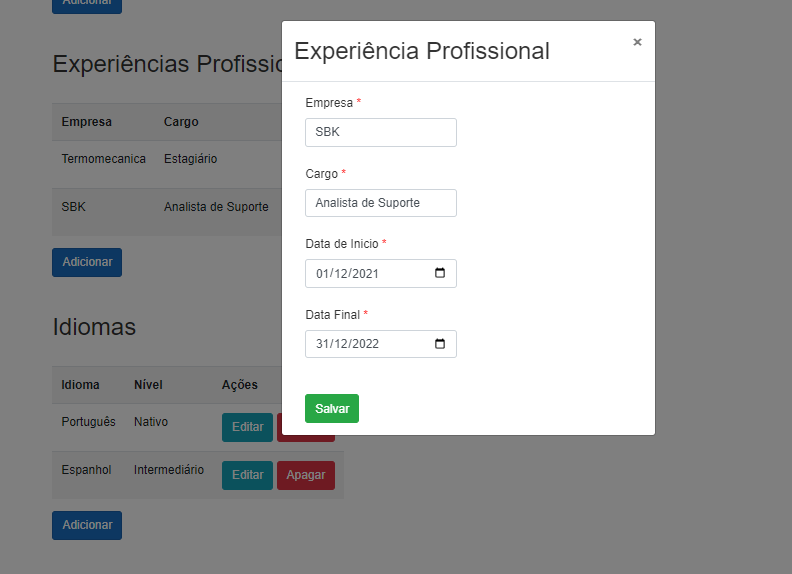 Adicionar
Experiências Profissio
Empresa Cargo
Termomecanica Estagiário
SBK Analista de Suporte
Adicionar
Idiomas
Idioma Nível Ações
Português Nativo Editar
Espanhol Intermediário Editar Apagar
Adicionar
Experiência Profissional ×
Empresa *
SBK
Cargo *
Analista de Suporte
Data de Inicio *
01/12/2021
Data Final *
31/12/2022
Salvar